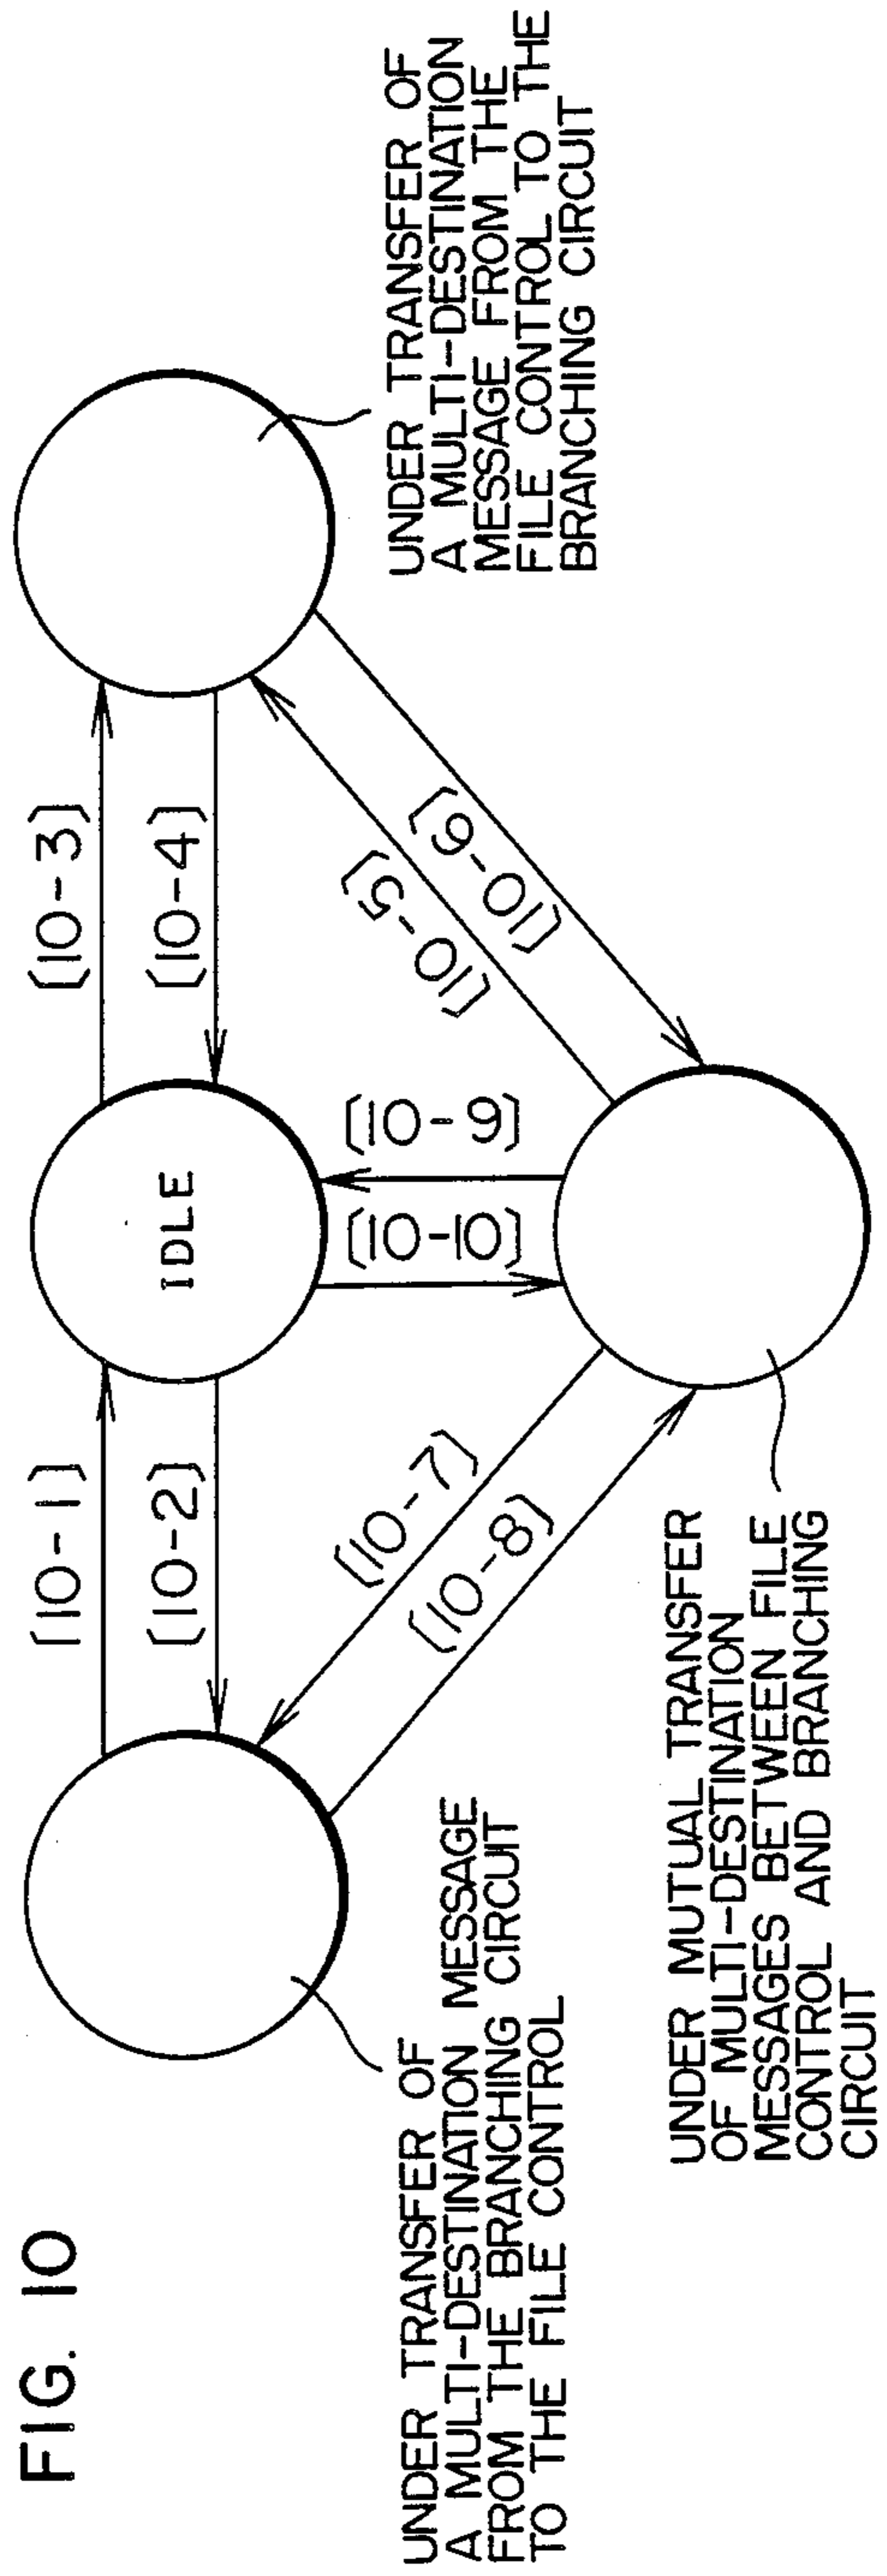 FIG. 10
[10-1]
[10-2]
IDLE
[10-3]
[10-4]
[10-5]
[10-6]
[10-7]
[10-8]
[10-10]
[10-9]
UNDER TRANSFER OF
A MULTI-DESTINATION MESSAGE
FROM THE BRANCHING CIRCUIT
TO THE FILE CONTROL
UNDER MUTUAL TRANSFER
OF MULTI-DESTINATION
MESSAGES BETWEEN FILE
CONTROL AND BRANCHING
CIRCUIT
UNDER TRANSFER OF
A MULTI-DESTINATION
MESSAGE FROM THE
FILE CONTROL TO THE
BRANCHING CIRCUIT